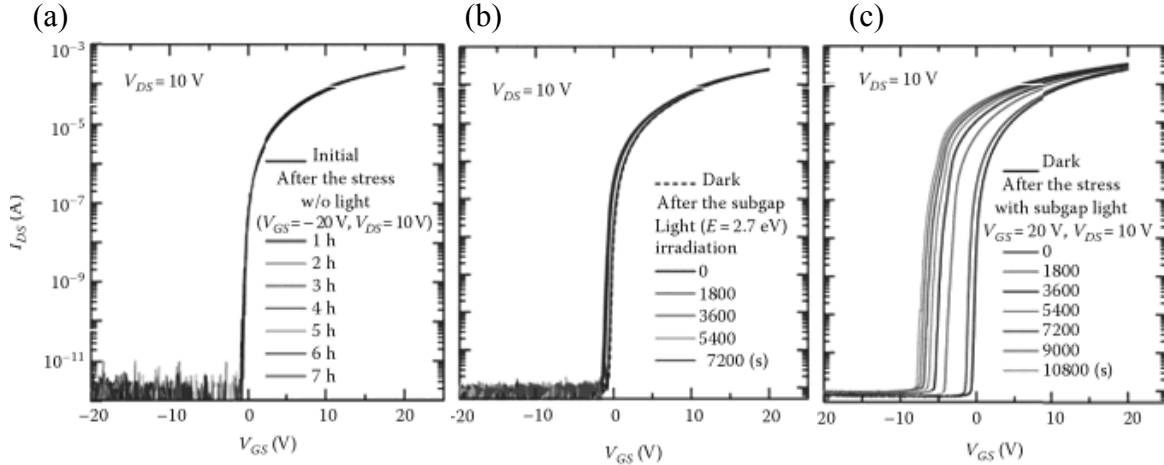 (a)
(b)
(c)
I_DS (A)
10⁻³
10⁻⁵
10⁻⁷
10⁻⁹
10⁻¹¹
V_DS = 10 V
Initial
After the stress
w/o light
(V_GS = −20 V, V_DS = 10 V)
1 h
2 h
3 h
4 h
5 h
6 h
7 h
−20
−10
0
10
20
V_GS (V)
V_DS = 10 V
Dark
After the subgap
Light (E = 2.7 eV)
irradiation
0
1800
3600
5400
7200 (s)
−20
−10
0
10
20
V_GS (V)
V_DS = 10 V
Dark
After the stress
with subgap light
V_GS = 20 V, V_DS = 10 V
0
1800
3600
5400
7200
9000
10800 (s)
−20
−10
0
10
20
V_GS (V)